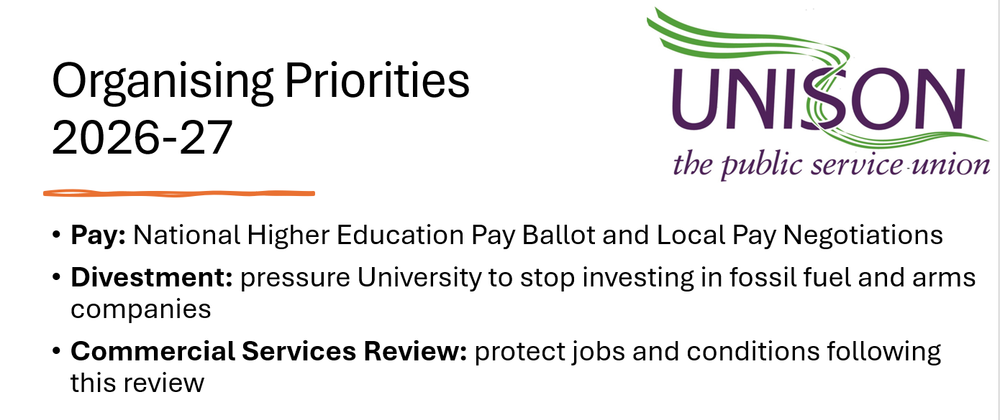 Organising Priorities
2026-27
UNISON
the public service union
• Pay: National Higher Education Pay Ballot and Local Pay Negotiations
• Divestment: pressure University to stop investing in fossil fuel and arms
companies
• Commercial Services Review: protect jobs and conditions following
this review